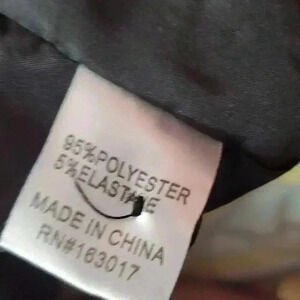 95%POLYESTER
5%ELASTANE
MADE IN CHINA
RN#163017